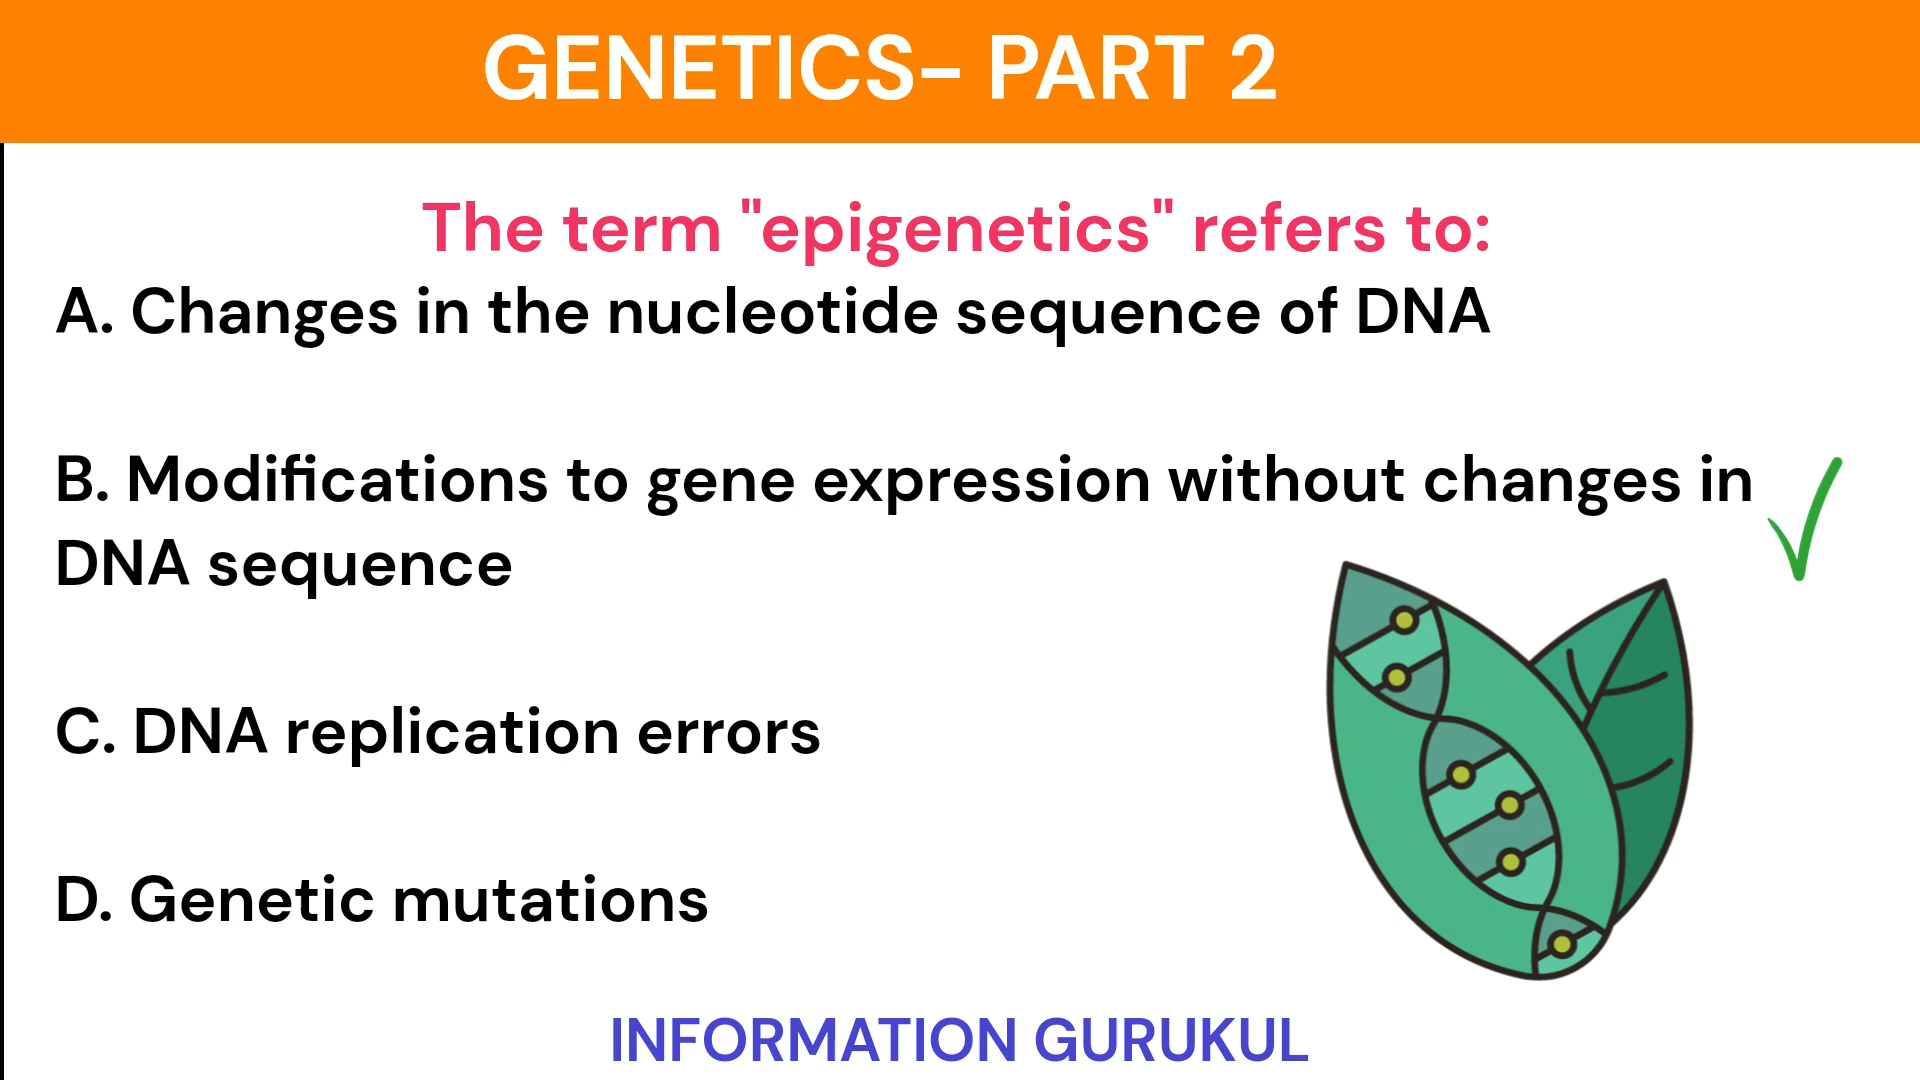 GENETICS- PART 2
The term "epigenetics" refers to:
A. Changes in the nucleotide sequence of DNA
B. Modifications to gene expression without changes in
DNA sequence
C. DNA replication errors
D. Genetic mutations
INFORMATION GURUKUL